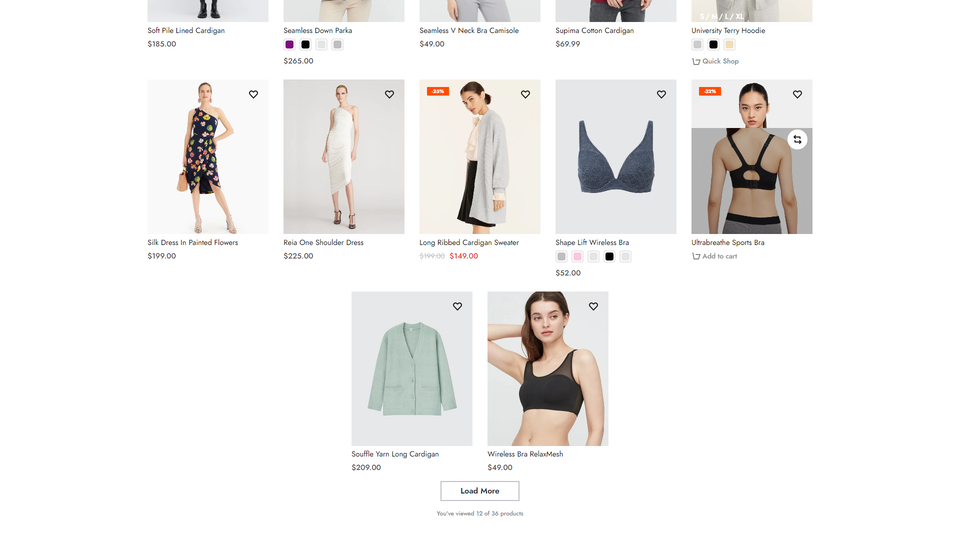 S / M / L / XL
Soft Pile Lined Cardigan
$185.00
Seamless Down Parka
$265.00
Seamless V Neck Bra Camisole
$49.00
Supima Cotton Cardigan
$69.99
University Terry Hoodie
Quick Shop
Silk Dress In Painted Flowers
$199.00
Reia One Shoulder Dress
$225.00
-25%
Long Ribbed Cardigan Sweater
$199.00 $149.00
Shape Lift Wireless Bra
$52.00
-22%
Ultrabreathe Sports Bra
Add to cart
Souffle Yarn Long Cardigan
$209.00
Wireless Bra RelaxMesh
$49.00
Load More
You've viewed 12 of 36 products